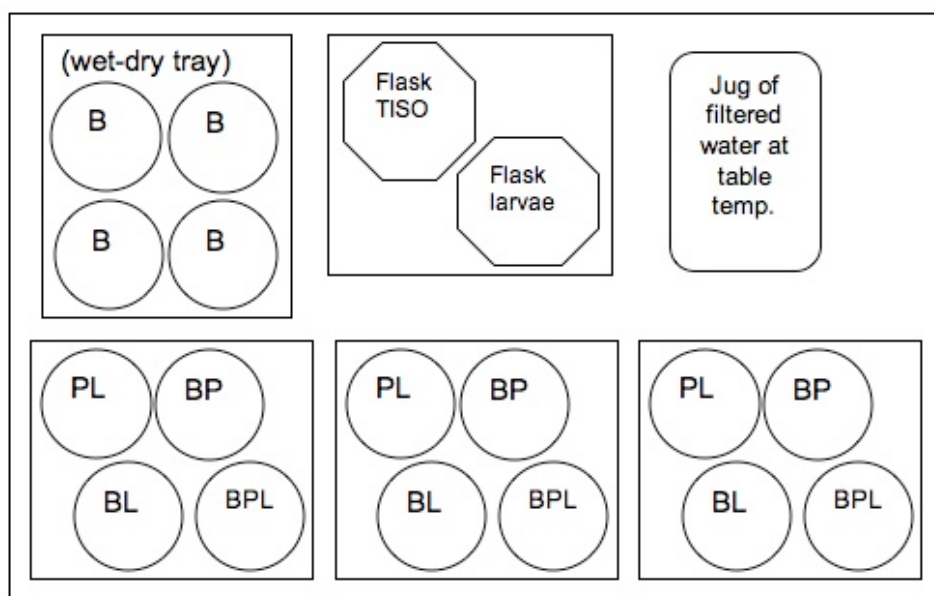 (wet-dry tray)
B B
B B
Flask
TISO
Flask
larvae
Jug of
filtered
water at
table
temp.
PL BP
BL BPL
PL BP
BL BPL
PL BP
BL BPL